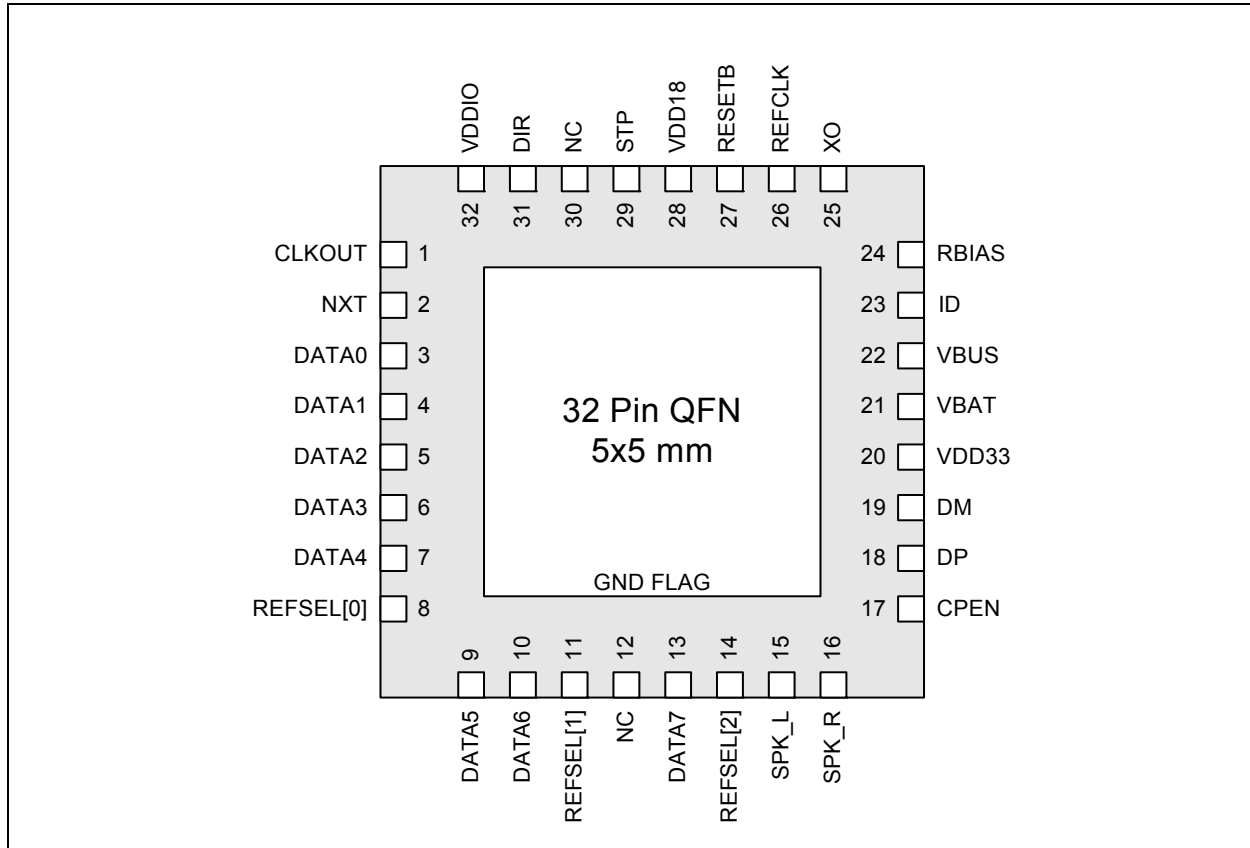 VDDIO
DIR
NC
STP
VDD18
RESETB
REFCLK
XO
32
31
30
29
28
27
26
25
CLKOUT 1
NXT 2
DATA0 3
DATA1 4
DATA2 5
DATA3 6
DATA4 7
REFSEL[0] 8
24 RBIAS
23 ID
22 VBUS
21 VBAT
20 VDD33
19 DM
18 DP
17 CPEN
32 Pin QFN
5x5 mm
GND FLAG
9
10
11
12
13
14
15
16
DATA5
DATA6
REFSEL[1]
NC
DATA7
REFSEL[2]
SPK_L
SPK_R